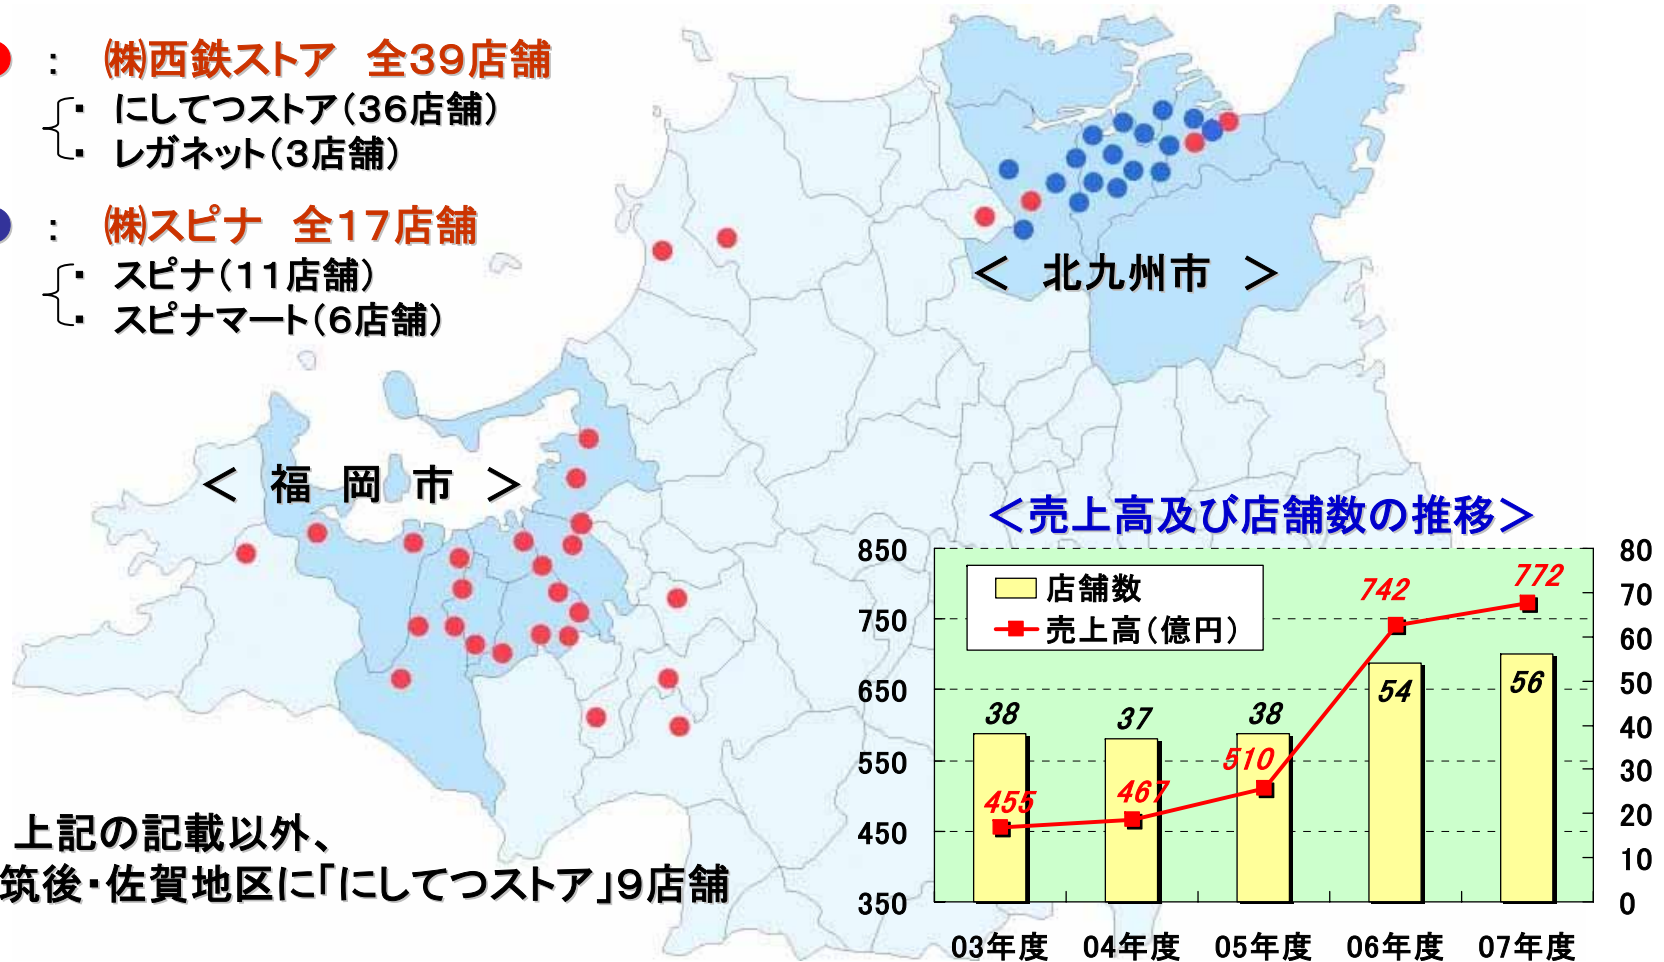 ： ㈱西鉄ストア 全39店舗
・ にしてつストア（36店舗）
・ レガネット（3店舗）
： ㈱スピナ 全17店舗
・ スピナ（11店舗）
・ スピナマート（6店舗）
＜ 北九州市 ＞
＜ 福 岡 市 ＞
＜売上高及び店舗数の推移＞
店舗数
売上高（億円）
850
750
650
550
450
350
80
70
60
50
40
30
20
10
0
38
37
38
54
56
455
467
510
742
772
03年度 04年度 05年度 06年度 07年度
上記の記載以外、
筑後・佐賀地区に「にしてつストア」9店舗